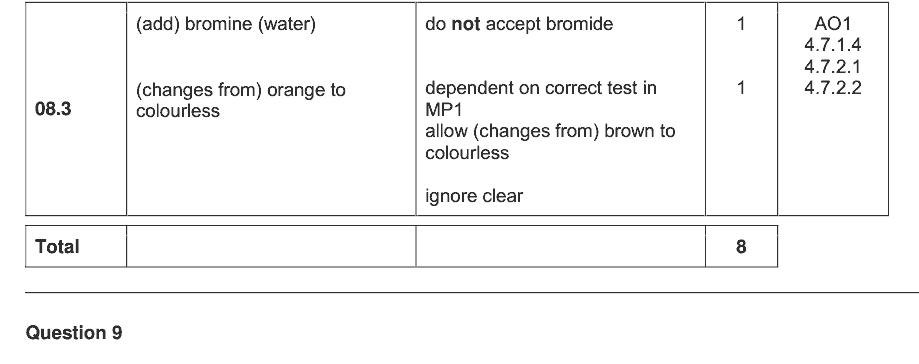 (add) bromine (water)
do not accept bromide
1
AO1
4.7.1.4
4.7.2.1
4.7.2.2
08.3
(changes from) orange to
colourless
dependent on correct test in
MP1
allow (changes from) brown to
colourless
ignore clear
1
Total
8
Question 9